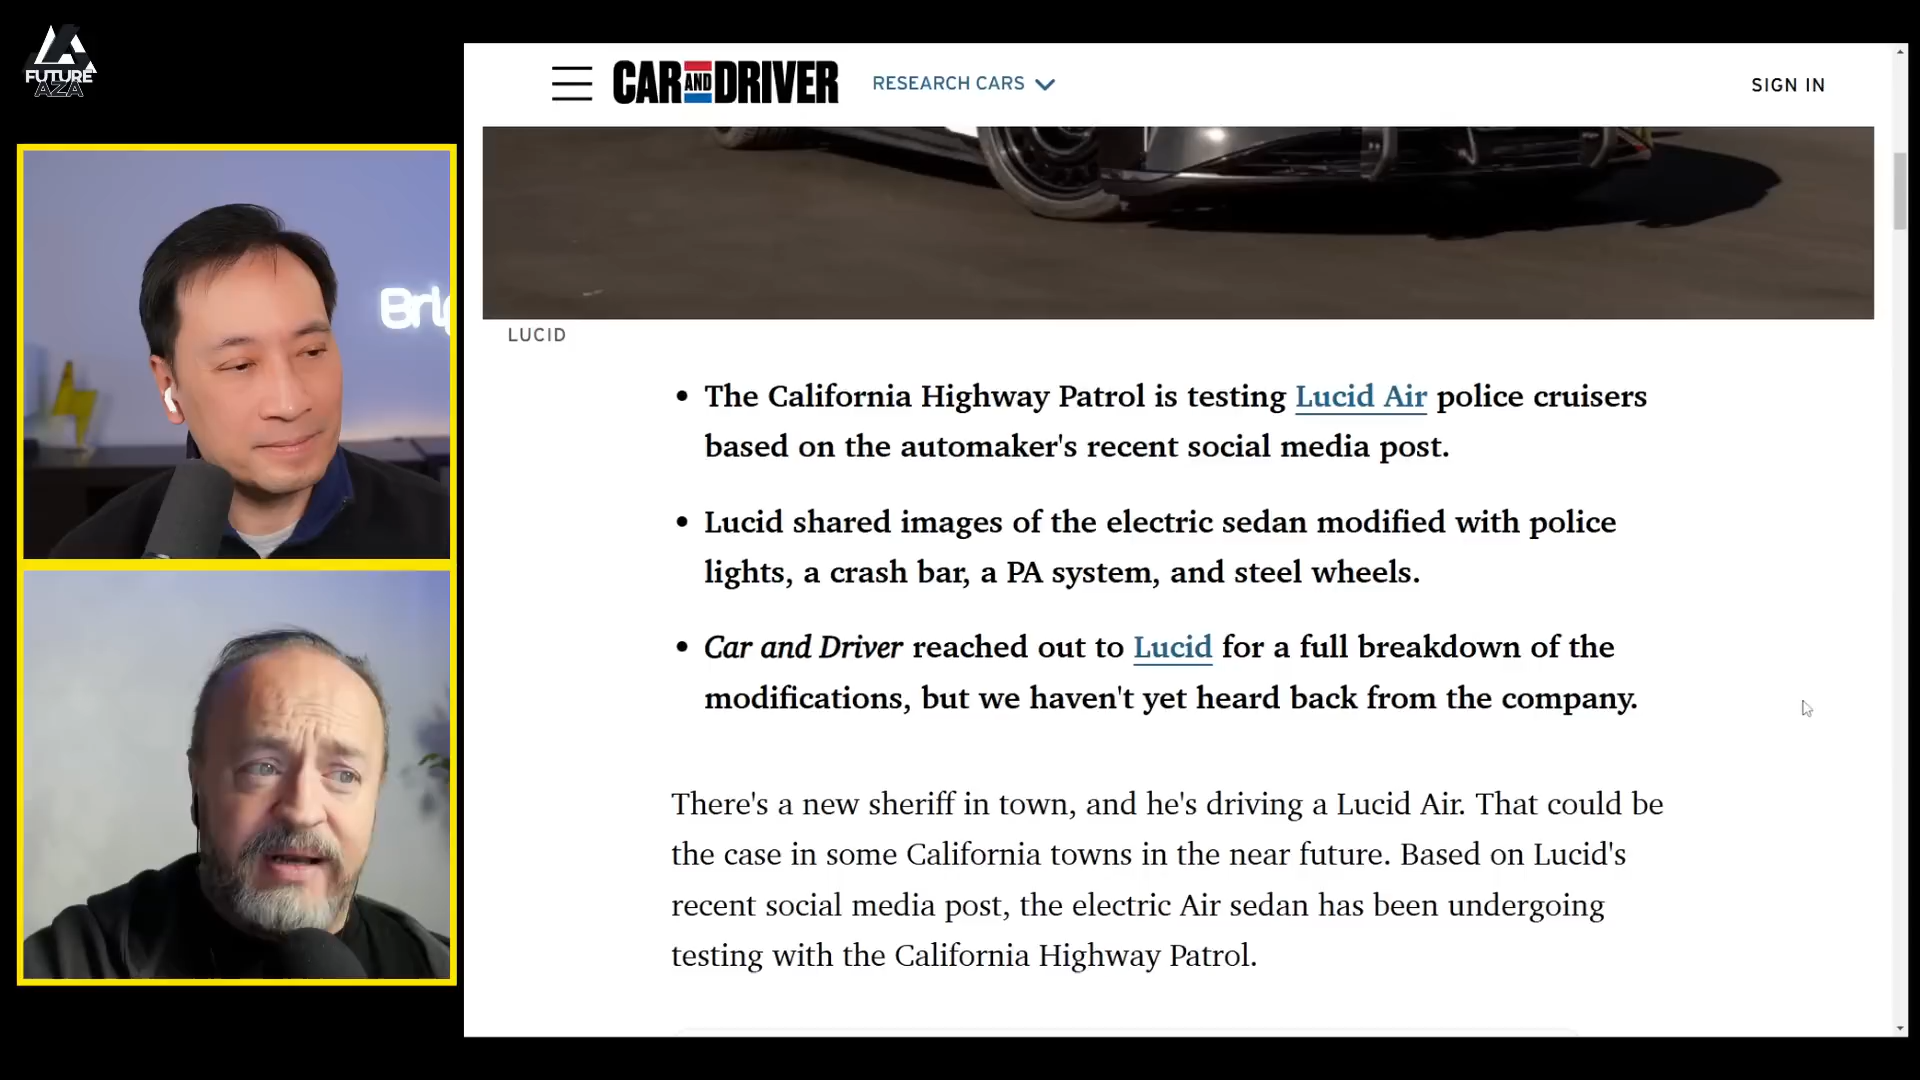 FUTURE
AZA
Brig
CAR AND DRIVER
RESEARCH CARS
SIGN IN
LUCID
• The California Highway Patrol is testing Lucid Air police cruisers
based on the automaker's recent social media post.
• Lucid shared images of the electric sedan modified with police
lights, a crash bar, a PA system, and steel wheels.
• Car and Driver reached out to Lucid for a full breakdown of the
modifications, but we haven't yet heard back from the company.
There's a new sheriff in town, and he's driving a Lucid Air. That could be
the case in some California towns in the near future. Based on Lucid's
recent social media post, the electric Air sedan has been undergoing
testing with the California Highway Patrol.